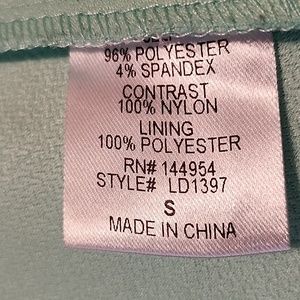 96% POLYESTER
4% SPANDEX
CONTRAST
100% NYLON
LINING
100% POLYESTER
RN# 144954
STYLE# LD1397
S
MADE IN CHINA